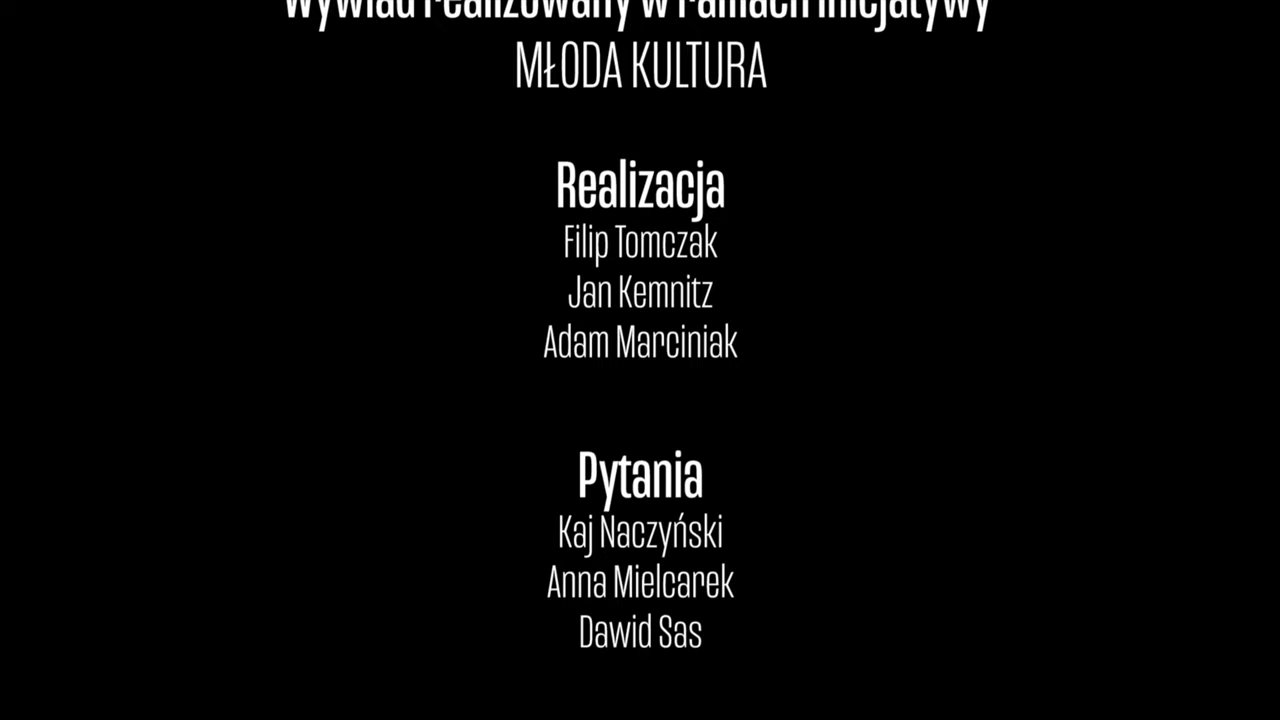 Wywiad realizowany w ramach inicjatywy
MŁODA KULTURA
Realizacja
Filip Tomczak
Jan Kemnitz
Adam Marciniak
Pytania
Kaj Naczyński
Anna Mielcarek
Dawid Sas